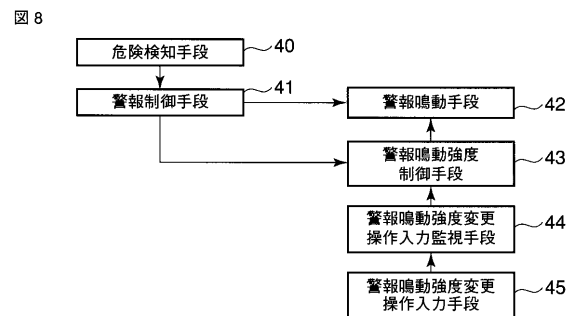 図 8
危険検知手段
40
警報制御手段
41
警報鳴動手段
42
警報鳴動強度
制御手段
43
警報鳴動強度変更
操作入力監視手段
44
警報鳴動強度変更
操作入力手段
45